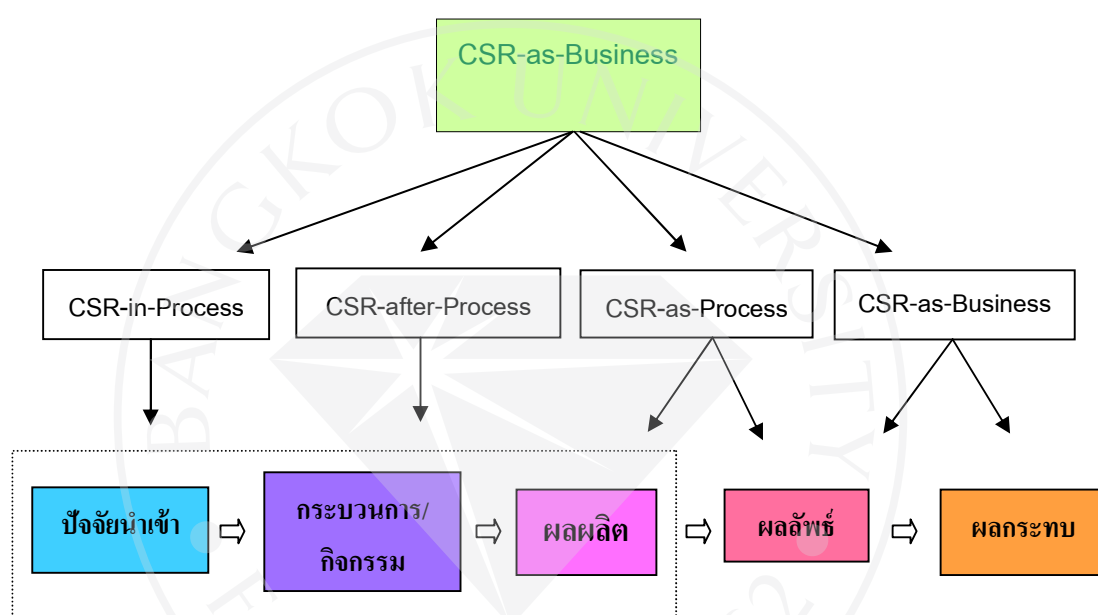 CSR-as-Business
CSR-in-Process
CSR-after-Process
CSR-as-Process
CSR-as-Business
ปัจจัยนำเข้า
กระบวนการ/
กิจกรรม
ผลผลิต
ผลลัพธ์
ผลกระทบ
BANGKOK UNIVERSITY